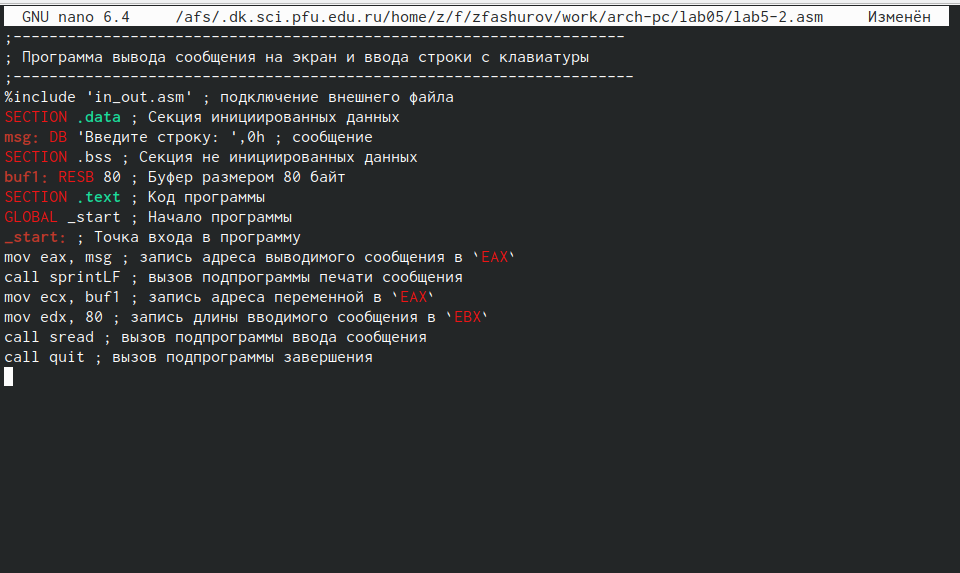 GNU nano 6.4 /afs/.dk.sci.pfu.edu.ru/home/z/f/zfashurov/work/arch-pc/lab05/lab5-2.asm Изменён
;--------------------------------------------------------------------
; Программа вывода сообщения на экран и ввода строки с клавиатуры
;---------------------------------------------------------------------
%include 'in_out.asm' ; подключение внешнего файла
SECTION .data ; Секция инициированных данных
msg: DB 'Введите строку: ',0h ; сообщение
SECTION .bss ; Секция не инициированных данных
buf1: RESB 80 ; Буфер размером 80 байт
SECTION .text ; Код программы
GLOBAL _start ; Начало программы
_start: ; Точка входа в программу
mov eax, msg ; запись адреса выводимого сообщения в `EAX`
call sprintLF ; вызов подпрограммы печати сообщения
mov ecx, buf1 ; запись адреса переменной в `EAX`
mov edx, 80 ; запись длины вводимого сообщения в `EBX`
call sread ; вызов подпрограммы ввода сообщения
call quit ; вызов подпрограммы завершения